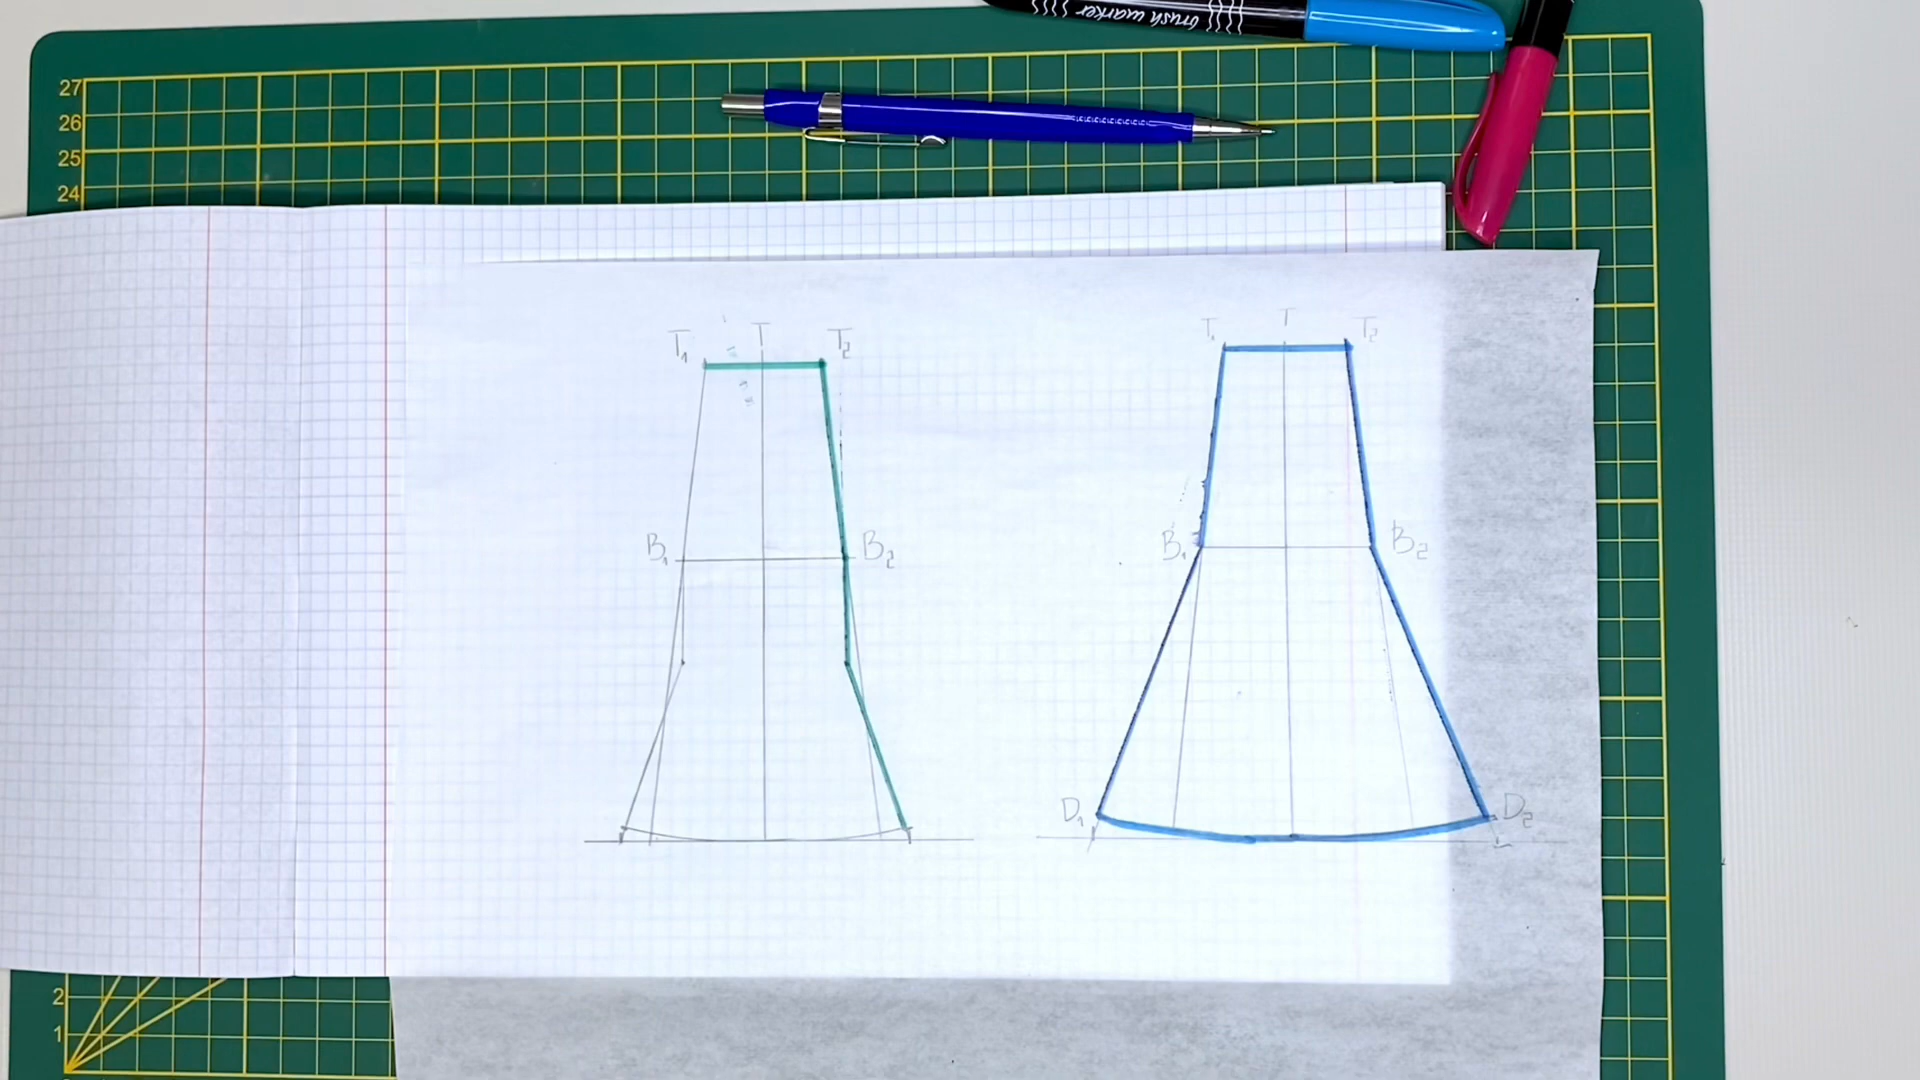 brush marker
27
26
25
24
T₁ T T₂
B₁ B₂
T₁ T T₂
B₁ B₂
D₁ D₂
2
1